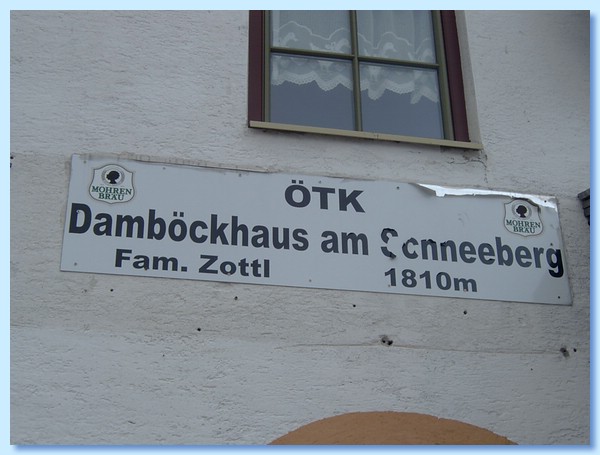 ÖTK
MOHREN
BRÄU
MOHREN
BRÄU
Damböckhaus am Schneeberg
Fam. Zottl
1810m